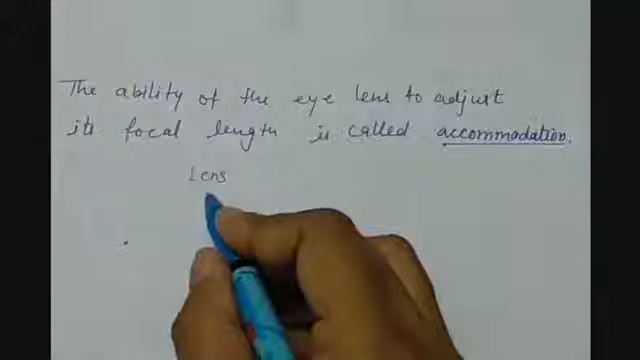 The ability of the eye lens to adjust
its focal length is called accommodation.
Lens